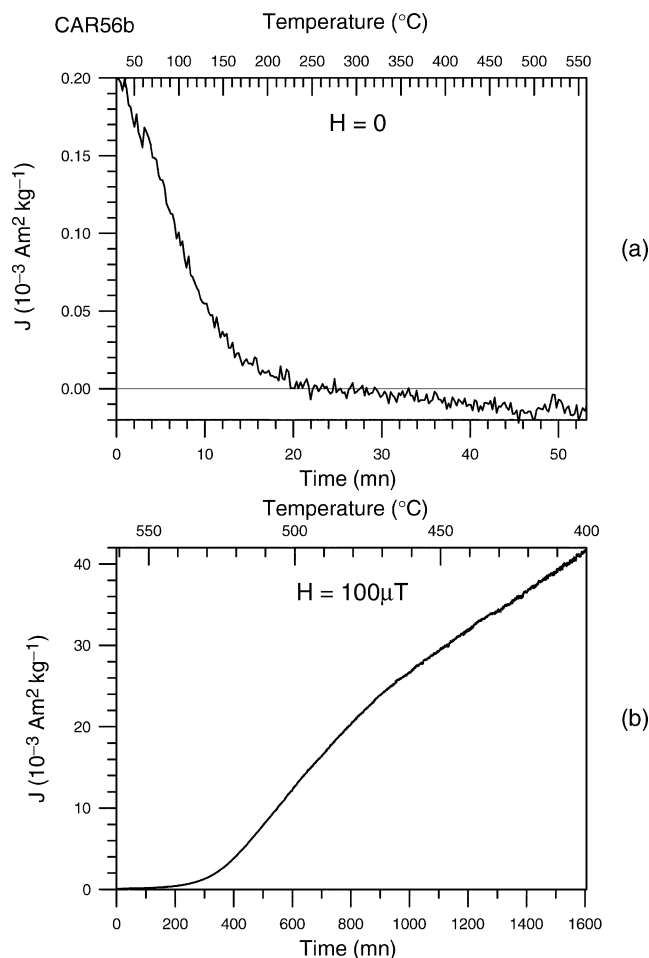 CAR56b
Temperature (°C)
50 100 150 200 250 300 350 400 450 500 550
0.20
0.15
0.10
0.05
0.00
J (10⁻³ Am² kg⁻¹)
H = 0
(a)
0 10 20 30 40 50
Time (mn)
Temperature (°C)
550 500 450 400
40
30
20
10
0
J (10⁻³ Am² kg⁻¹)
H = 100μT
(b)
0 200 400 600 800 1000 1200 1400 1600
Time (mn)